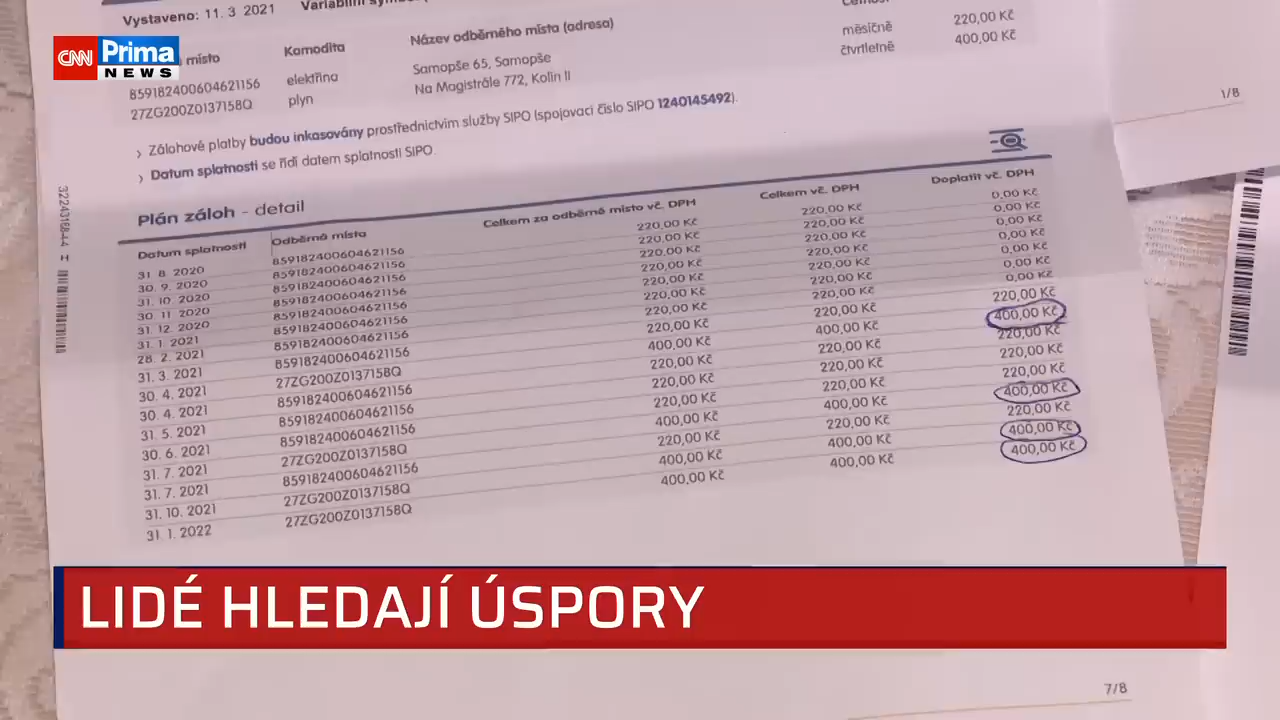 Vystaveno: 11. 3 2021
CNN Prima NEWS
místo Komodita Název odběrného místa (adresa)
859182400604621156 elektřina Samopše 65, Samopše měsíčně 220,00 Kč
27ZG200Z0137158Q plyn Na Magistrále 772, Kolín II čtvrtletně 400,00 Kč
1/8
› Zálohové platby budou inkasovány prostřednictvím služby SIPO (spojovací číslo SIPO 1240145492).
› Datum splatnosti se řídí datem splatnosti SIPO.
Plán záloh - detail
Datum splatnosti Odběrná místa Celkem za odběrné místo vč. DPH Celkem vč. DPH Doplatit vč. DPH
31. 8. 2020 859182400604621156 220,00 Kč 220,00 Kč 0,00 Kč
30. 9. 2020 859182400604621156 220,00 Kč 220,00 Kč 0,00 Kč
31. 10. 2020 859182400604621156 220,00 Kč 220,00 Kč 0,00 Kč
30. 11. 2020 859182400604621156 220,00 Kč 220,00 Kč 0,00 Kč
31. 12. 2020 859182400604621156 220,00 Kč 220,00 Kč 0,00 Kč
31. 1. 2021 859182400604621156 220,00 Kč 220,00 Kč 0,00 Kč
28. 2. 2021 859182400604621156 220,00 Kč 220,00 Kč 0,00 Kč
31. 3. 2021 859182400604621156 220,00 Kč 220,00 Kč 220,00 Kč
30. 4. 2021 27ZG200Z0137158Q 400,00 Kč 400,00 Kč 400,00 Kč
30. 4. 2021 859182400604621156 220,00 Kč 220,00 Kč 220,00 Kč
31. 5. 2021 859182400604621156 220,00 Kč 220,00 Kč 220,00 Kč
30. 6. 2021 859182400604621156 220,00 Kč 220,00 Kč 220,00 Kč
31. 7. 2021 27ZG200Z0137158Q 400,00 Kč 400,00 Kč 400,00 Kč
31. 7. 2021 859182400604621156 220,00 Kč 220,00 Kč 220,00 Kč
31. 10. 2021 27ZG200Z0137158Q 400,00 Kč 400,00 Kč 400,00 Kč
31. 1. 2022 27ZG200Z0137158Q 400,00 Kč 400,00 Kč 400,00 Kč
LIDÉ HLEDAJÍ ÚSPORY
7/8